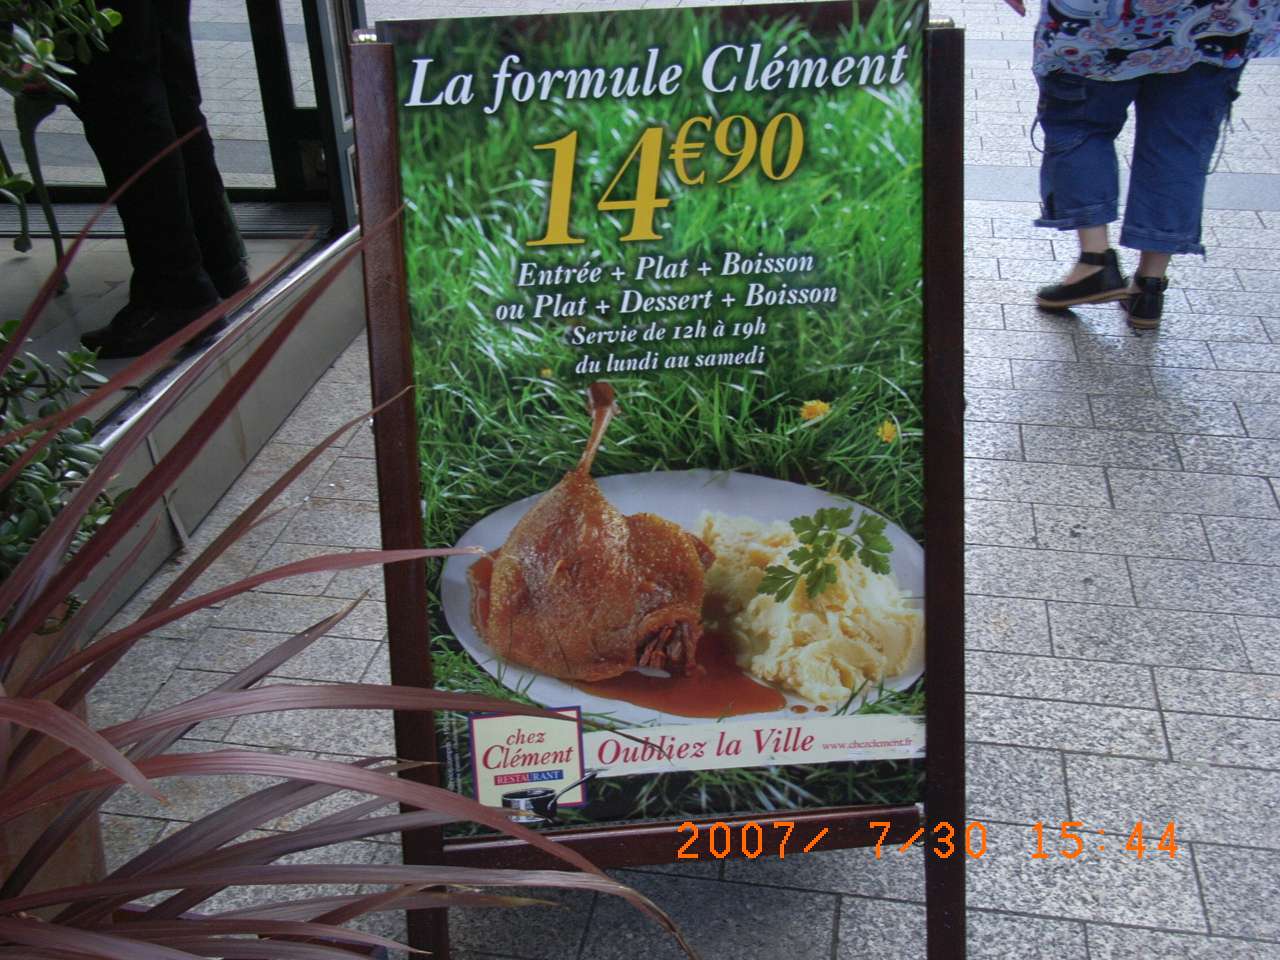 La formule Clément
14€90
Entrée + Plat + Boisson
ou Plat + Dessert + Boisson
Servie de 12h à 19h
du lundi au samedi
chez
Clément
RESTAURANT
Oubliez la Ville www.chezclement.fr
2007/ 7/30 15:44